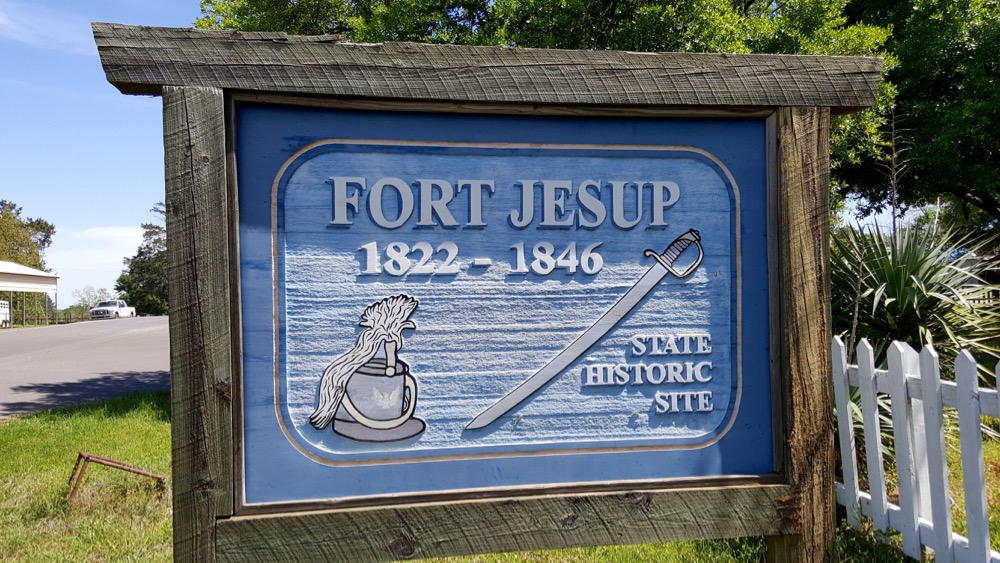 FORT JESUP
1822 - 1846
STATE
HISTORIC
SITE